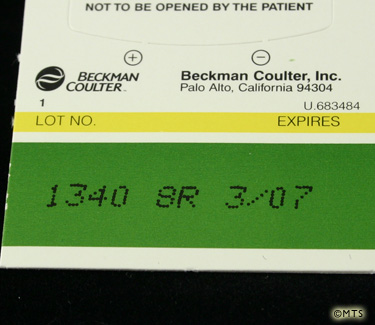 NOT TO BE OPENED BY THE PATIENT
+ −
BECKMAN
COULTER™
Beckman Coulter, Inc.
Palo Alto, California 94304
1 U.683484
LOT NO. EXPIRES
1340 8R 3/07
©MTS